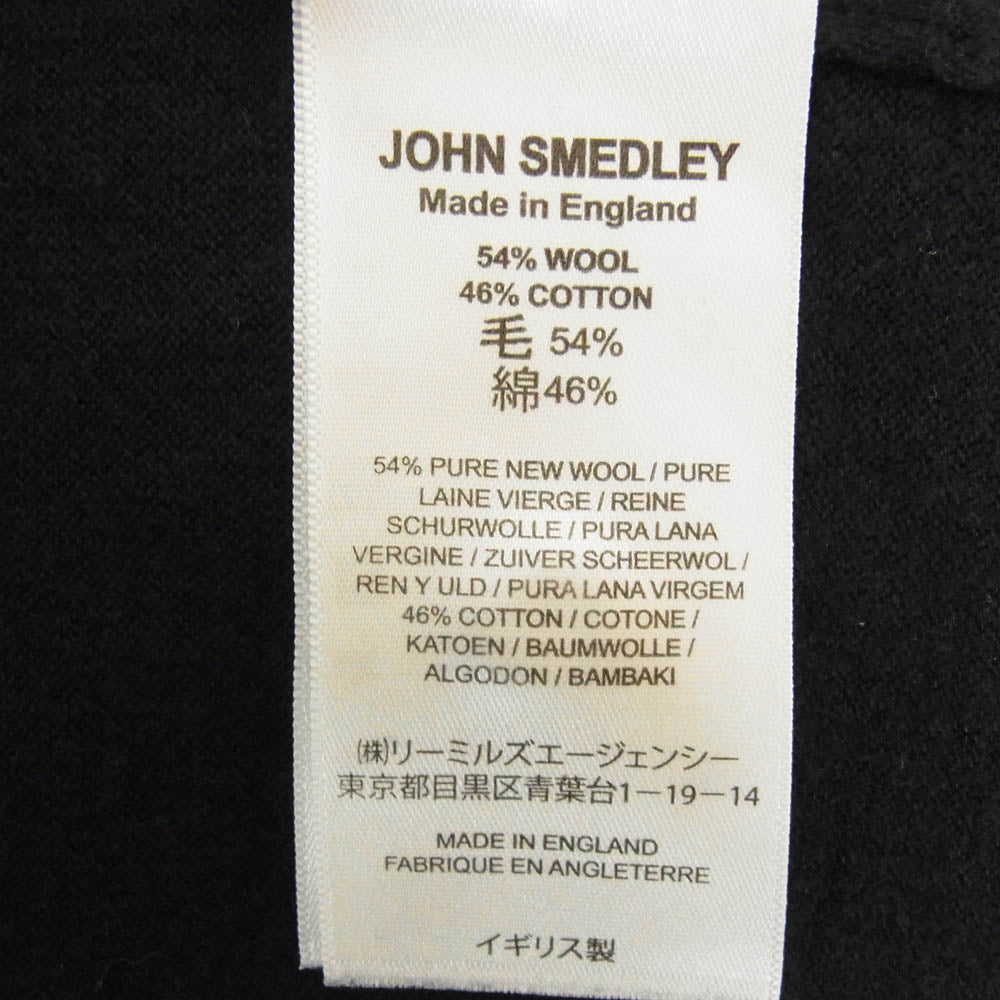 JOHN SMEDLEY
Made in England
54% WOOL
46% COTTON
毛 54%
綿46%
54% PURE NEW WOOL / PURE
LAINE VIERGE / REINE
SCHURWOLLE / PURA LANA
VERGINE / ZUIVER SCHEERWOL /
REN Y ULD / PURA LANA VIRGEM
46% COTTON / COTONE /
KATOEN / BAUMWOLLE /
ALGODON / BAMBAKI
㈱リーミルズエージェンシー
東京都目黒区青葉台1－19－14
MADE IN ENGLAND
FABRIQUE EN ANGLETERRE
イギリス製